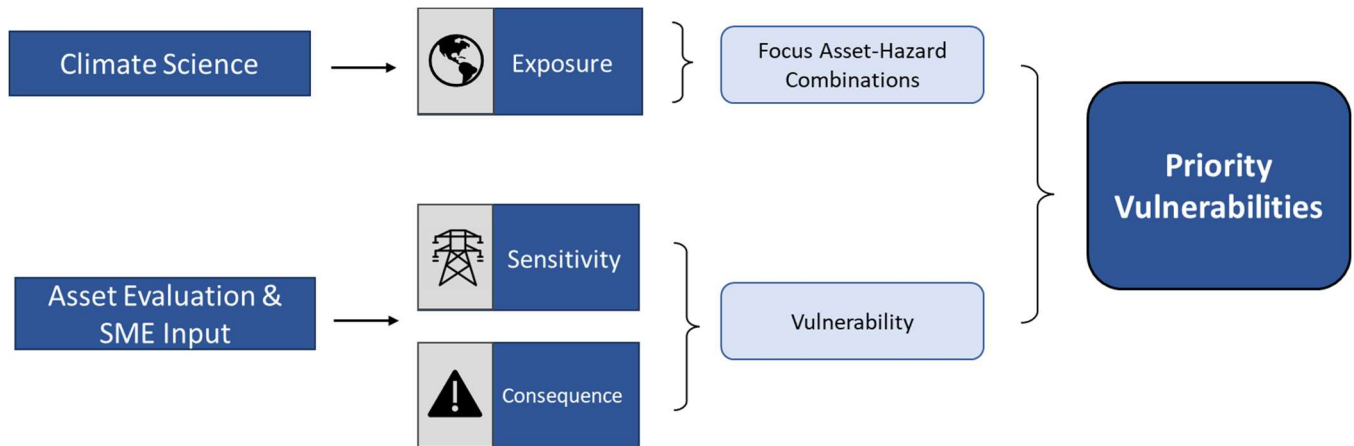 Climate Science
Exposure
Focus Asset-Hazard
Combinations
Priority
Vulnerabilities
Asset Evaluation &
SME Input
Sensitivity
Consequence
Vulnerability